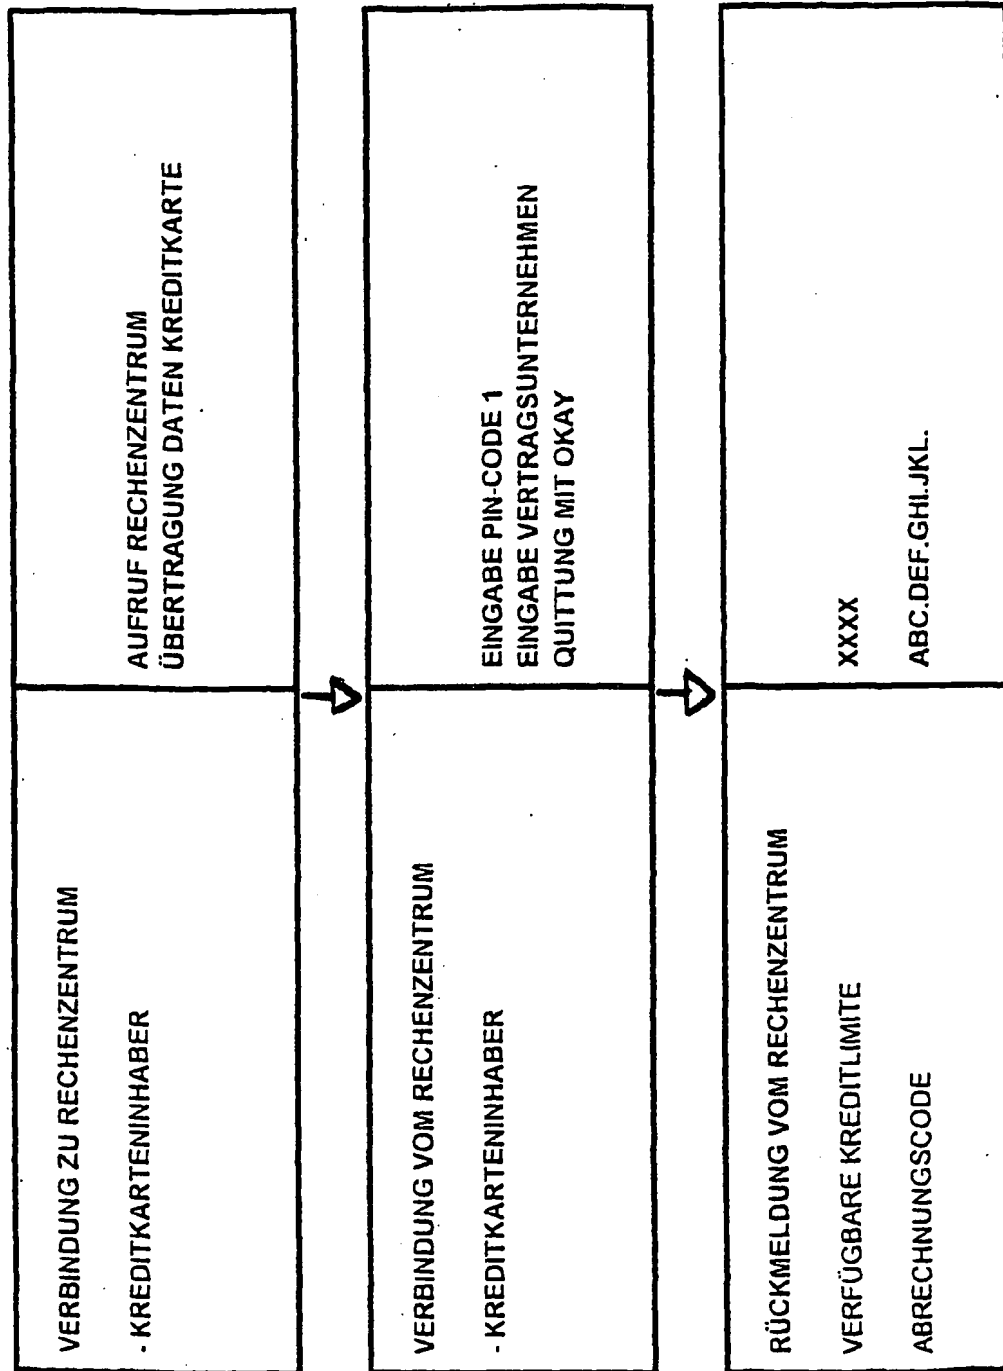 VERBINDUNG ZU RECHENZENTRUM
- KREDITKARTENINHABER
AUFRUF RECHENZENTRUM
ÜBERTRAGUNG DATEN KREDITKARTE
VERBINDUNG VOM RECHENZENTRUM
- KREDITKARTENINHABER
EINGABE PIN-CODE 1
EINGABE VERTRAGSUNTERNEHMEN
QUITTUNG MIT OKAY
RÜCKMELDUNG VOM RECHENZENTRUM
VERFÜGBARE KREDITLIMITE
XXXX
ABRECHNUNGSCODE
ABC.DEF.GHI.JKL.